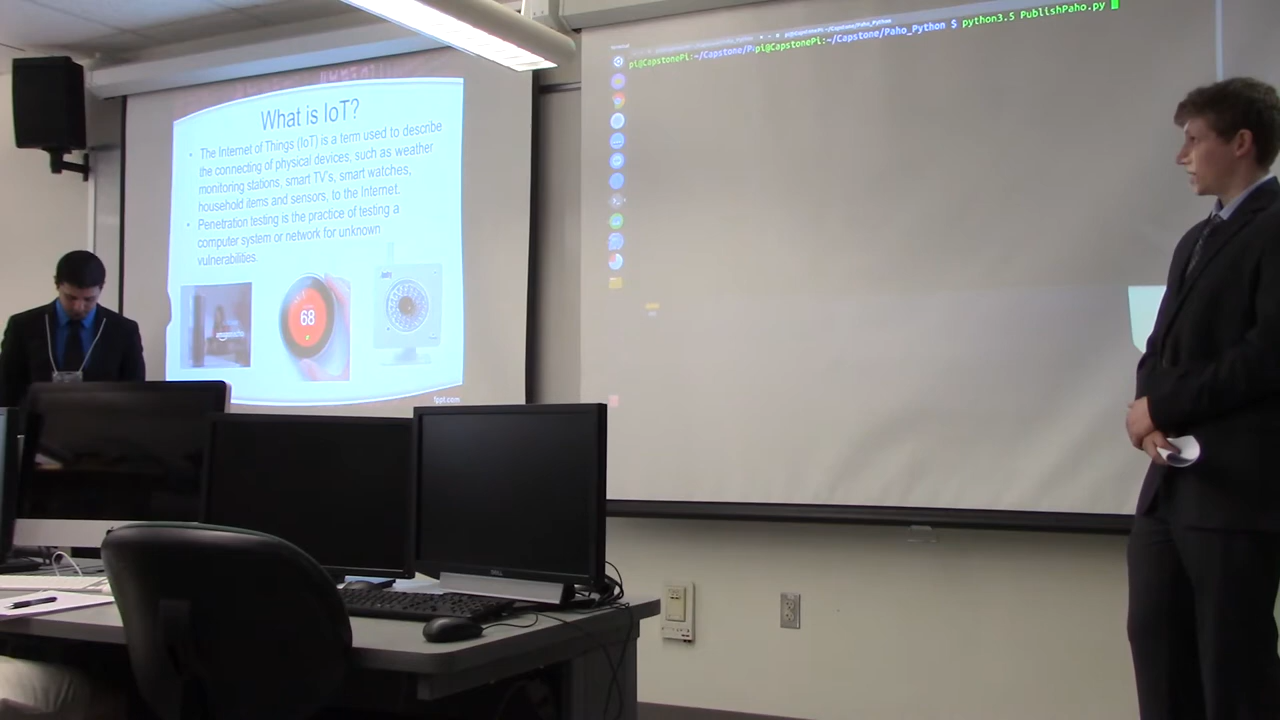 What is IoT?
• The Internet of Things (IoT) is a term used to describe
the connecting of physical devices, such as weather
monitoring stations, smart TV's, smart watches,
household items and sensors, to the Internet.
• Penetration testing is the practice of testing a
computer system or network for unknown
vulnerabilities.
68
fppt.com
pi@CapstonePi:~/Capstone/P pi@CapstonePi:~/Capstone/Paho_Python $ python3.5 PublishPaho.py
DELL